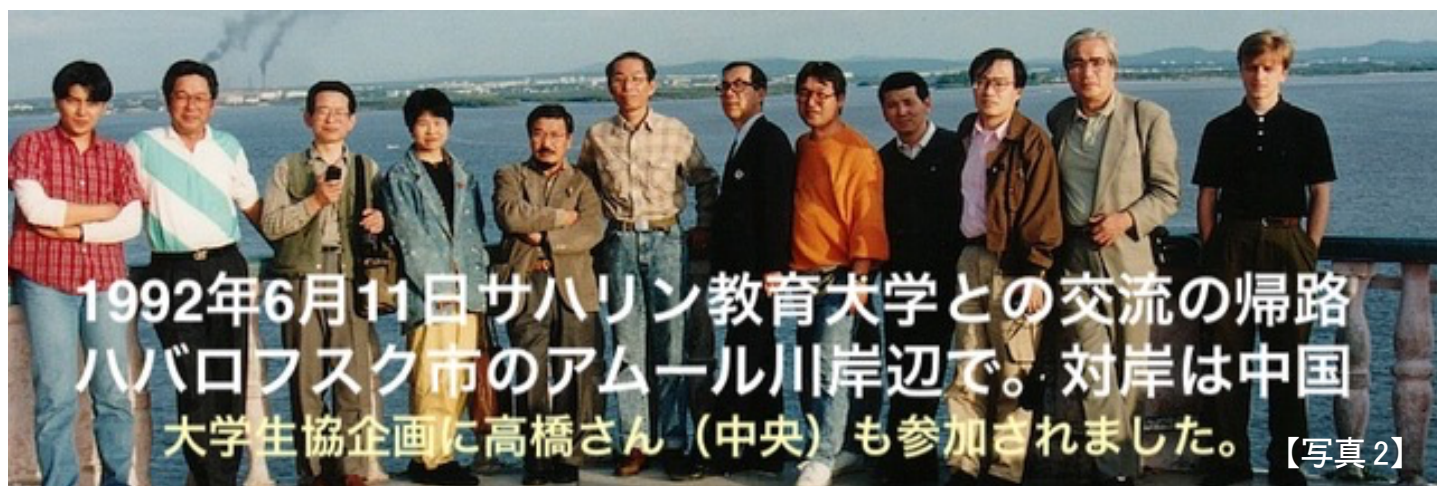 1992年6月11日サハリン教育大学との交流の帰路
ハバロフスク市のアムール川岸辺で。対岸は中国
大学生協企画に高橋さん（中央）も参加されました。
【写真2】